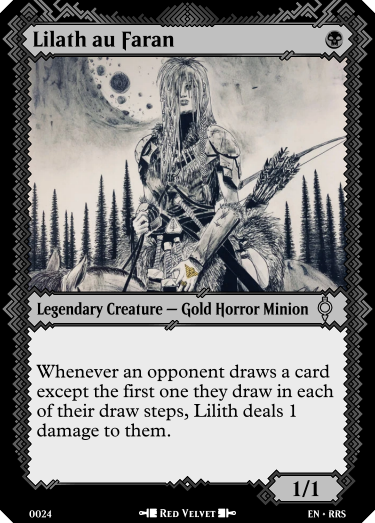 Lilath au Faran
Legendary Creature — Gold Horror Minion
Whenever an opponent draws a card
except the first one they draw in each
of their draw steps, Lilith deals 1
damage to them.
1/1
0024
Red Velvet
EN • RRS